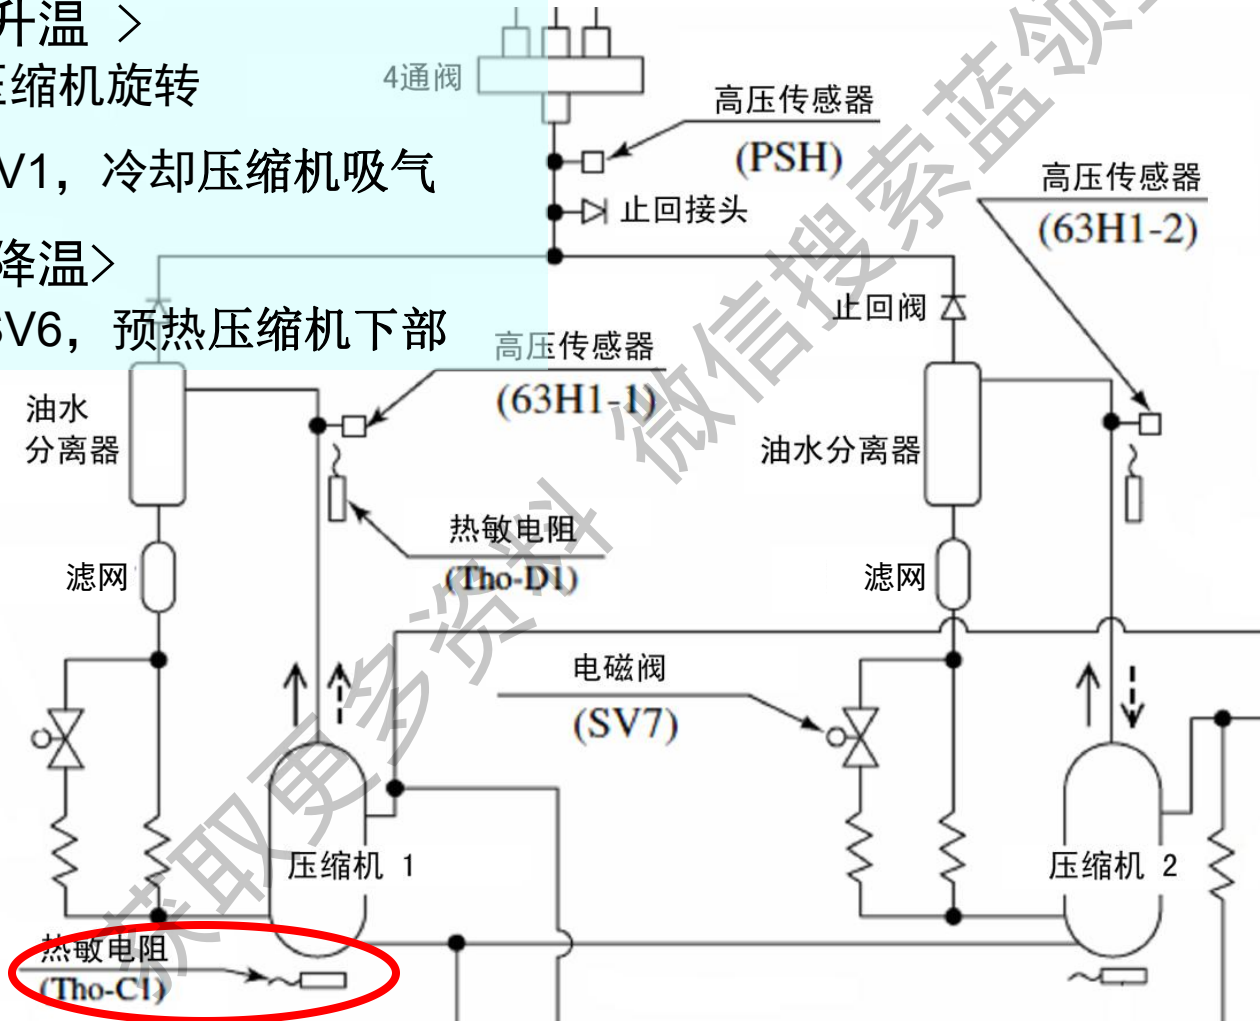 升温 >
压缩机旋转
V1，冷却压缩机吸气
降温>
SV6，预热压缩机下部
4通阀
高压传感器
(PSH)
止回接头
高压传感器
(63H1-2)
止回阀
高压传感器
(63H1-1)
油水
分离器
油水分离器
热敏电阻
(Tho-D1)
滤网
滤网
电磁阀
(SV7)
压缩机 1
压缩机 2
热敏电阻
(Tho-C1)
获取更多资料 微信搜索蓝领